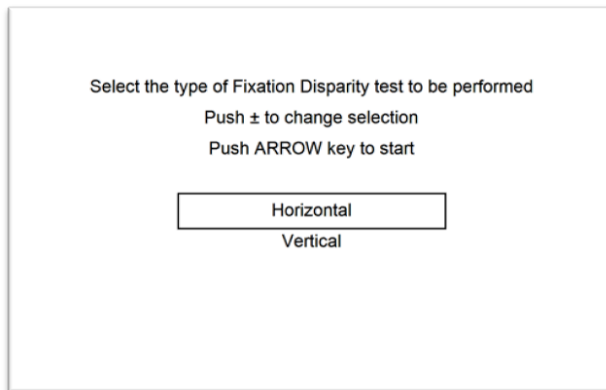 Select the type of Fixation Disparity test to be performed
Push ± to change selection
Push ARROW key to start
Horizontal
Vertical